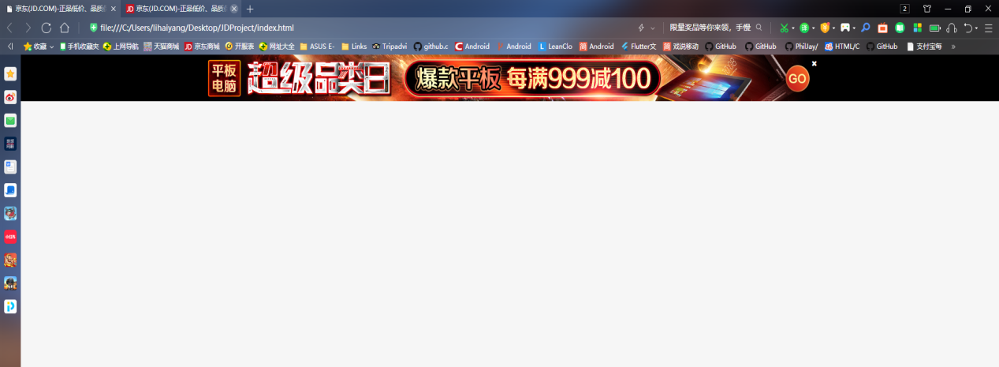 京东(JD.COM)-正品低价、品质 京东(JD.COM)-正品低价、品质 2
file:///C:/Users/lihaiyang/Desktop/JDProject/index.html 限量奖品等你来领，手慢
收藏 手机收藏夹 上网导航 天猫商城 JD 京东商城 开服表 网址大全 ASUS E- Links Tripadvi github.c Android Android L LeanClo 简 Android Flutter文 简 戏说移动 GitHub GitHub PhilJay/ HTML/C GitHub 支付宝每 »
平板
电脑
超级品类日
爆款平板 每满999减100
GO
小红书